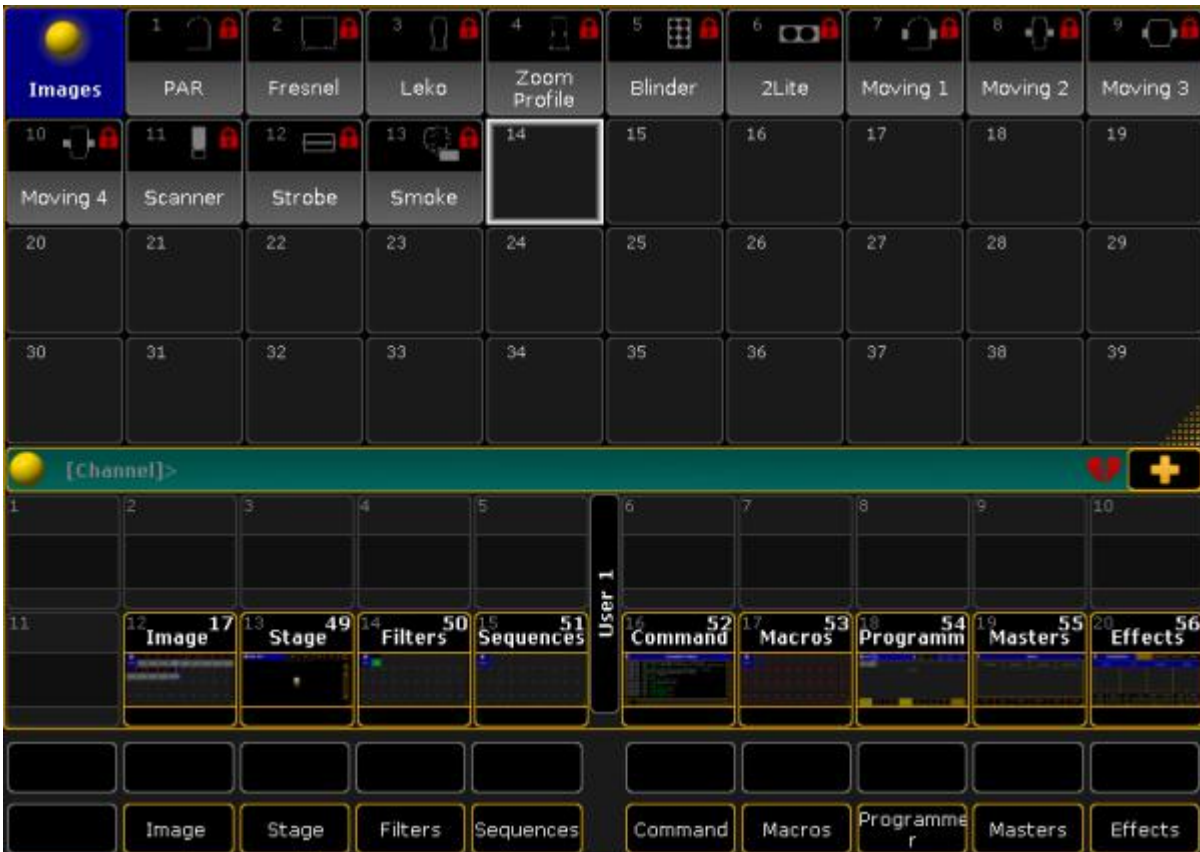 1 2 3 4 5 6 7 8 9
Images PAR Fresnel Leko Zoom Profile Blinder 2Lite Moving 1 Moving 2 Moving 3
10 11 12 13 14 15 16 17 18 19
Moving 4 Scanner Strobe Smoke
20 21 22 23 24 25 26 27 28 29
30 31 32 33 34 35 36 37 38 39
[Channel]>
1 2 3 4 5 6 7 8 9 10
User 1
11 12 17 13 49 14 50 15 51 16 52 17 53 18 54 19 55 20 56
Image Stage Filters Sequences Command Macros Programm Masters Effects
Image Stage Filters Sequences Command Macros Programme
r
Masters Effects